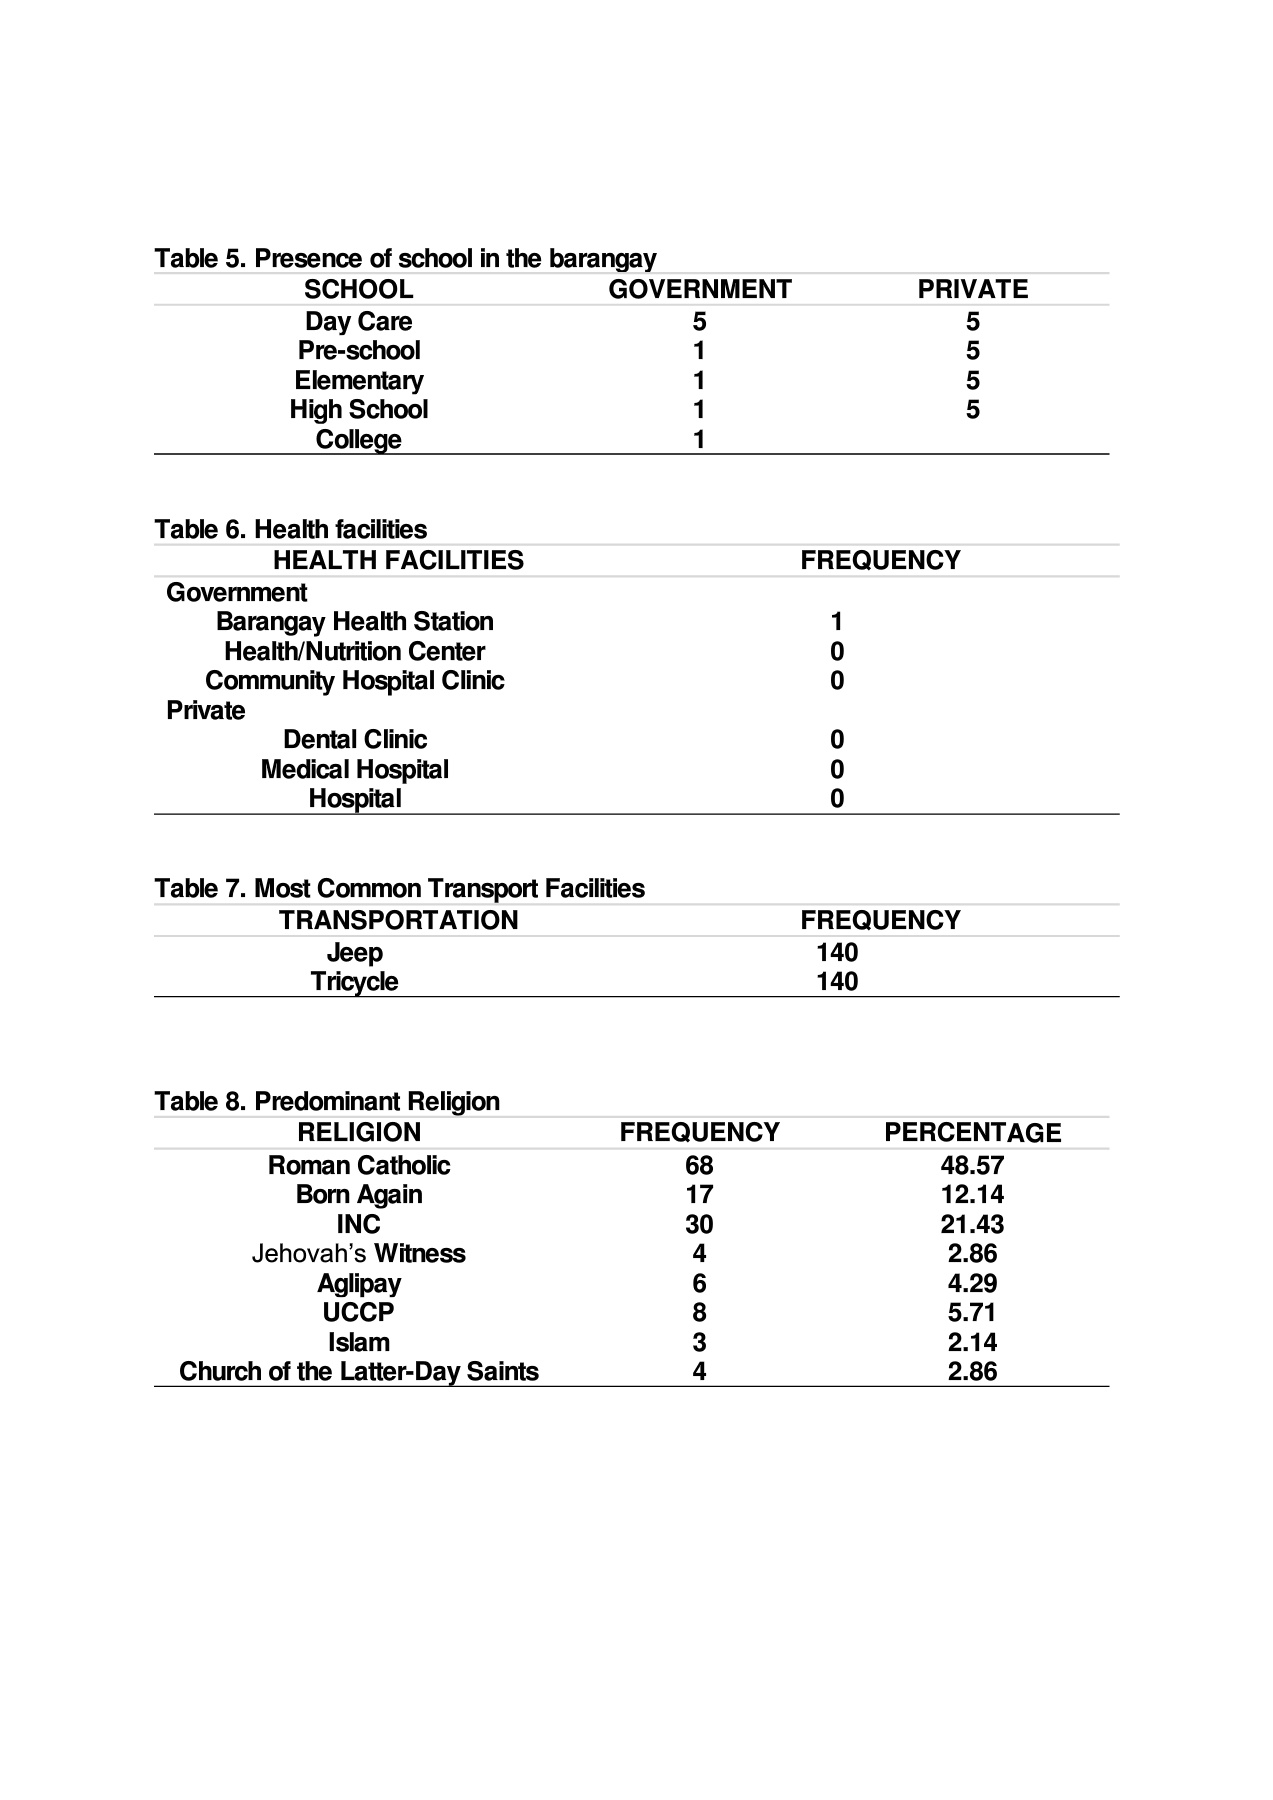 Table 5. Presence of school in the barangay
SCHOOL GOVERNMENT PRIVATE
Day Care 5 5
Pre-school 1 5
Elementary 1 5
High School 1 5
College 1
Table 6. Health facilities
HEALTH FACILITIES FREQUENCY
Government
Barangay Health Station 1
Health/Nutrition Center 0
Community Hospital Clinic 0
Private
Dental Clinic 0
Medical Hospital 0
Hospital 0
Table 7. Most Common Transport Facilities
TRANSPORTATION FREQUENCY
Jeep 140
Tricycle 140
Table 8. Predominant Religion
RELIGION FREQUENCY PERCENTAGE
Roman Catholic 68 48.57
Born Again 17 12.14
INC 30 21.43
Jehovah’s Witness 4 2.86
Aglipay 6 4.29
UCCP 8 5.71
Islam 3 2.14
Church of the Latter-Day Saints 4 2.86